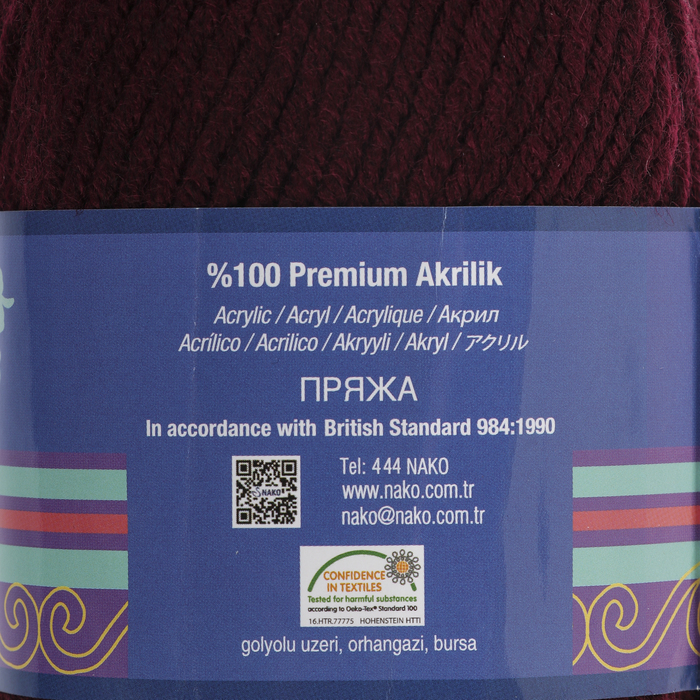 %100 Premium Akrilik
Acrylic / Acryl / Acrylique / Акрил
Acrílico / Acrilico / Akryyli / Akryl / アクリル
ПРЯЖА
In accordance with British Standard 984:1990
NAKO
Tel: 444 NAKO
www.nako.com.tr
nako@nako.com.tr
CONFIDENCE
IN TEXTILES
Tested for harmful substances
according to Oeko-Tex® Standard 100
16.HTR.77775 HOHENSTEIN HTTI
golyolu uzeri, orhangazi, bursa